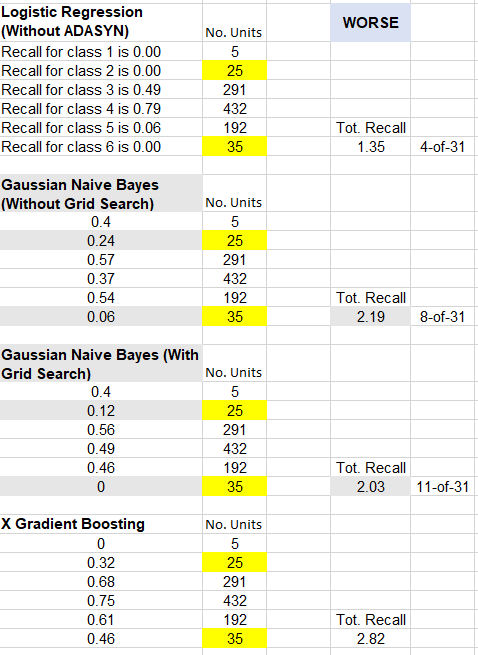 Logistic Regression
(Without ADASYN) No. Units WORSE
Recall for class 1 is 0.00 5
Recall for class 2 is 0.00 25
Recall for class 3 is 0.49 291
Recall for class 4 is 0.79 432
Recall for class 5 is 0.06 192 Tot. Recall
Recall for class 6 is 0.00 35 1.35 4-of-31
Gaussian Naive Bayes
(Without Grid Search) No. Units
0.4 5
0.24 25
0.57 291
0.37 432
0.54 192 Tot. Recall
0.06 35 2.19 8-of-31
Gaussian Naive Bayes (With
Grid Search) No. Units
0.4 5
0.12 25
0.56 291
0.49 432
0.46 192 Tot. Recall
0 35 2.03 11-of-31
X Gradient Boosting No. Units
0 5
0.32 25
0.68 291
0.75 432
0.61 192 Tot. Recall
0.46 35 2.82